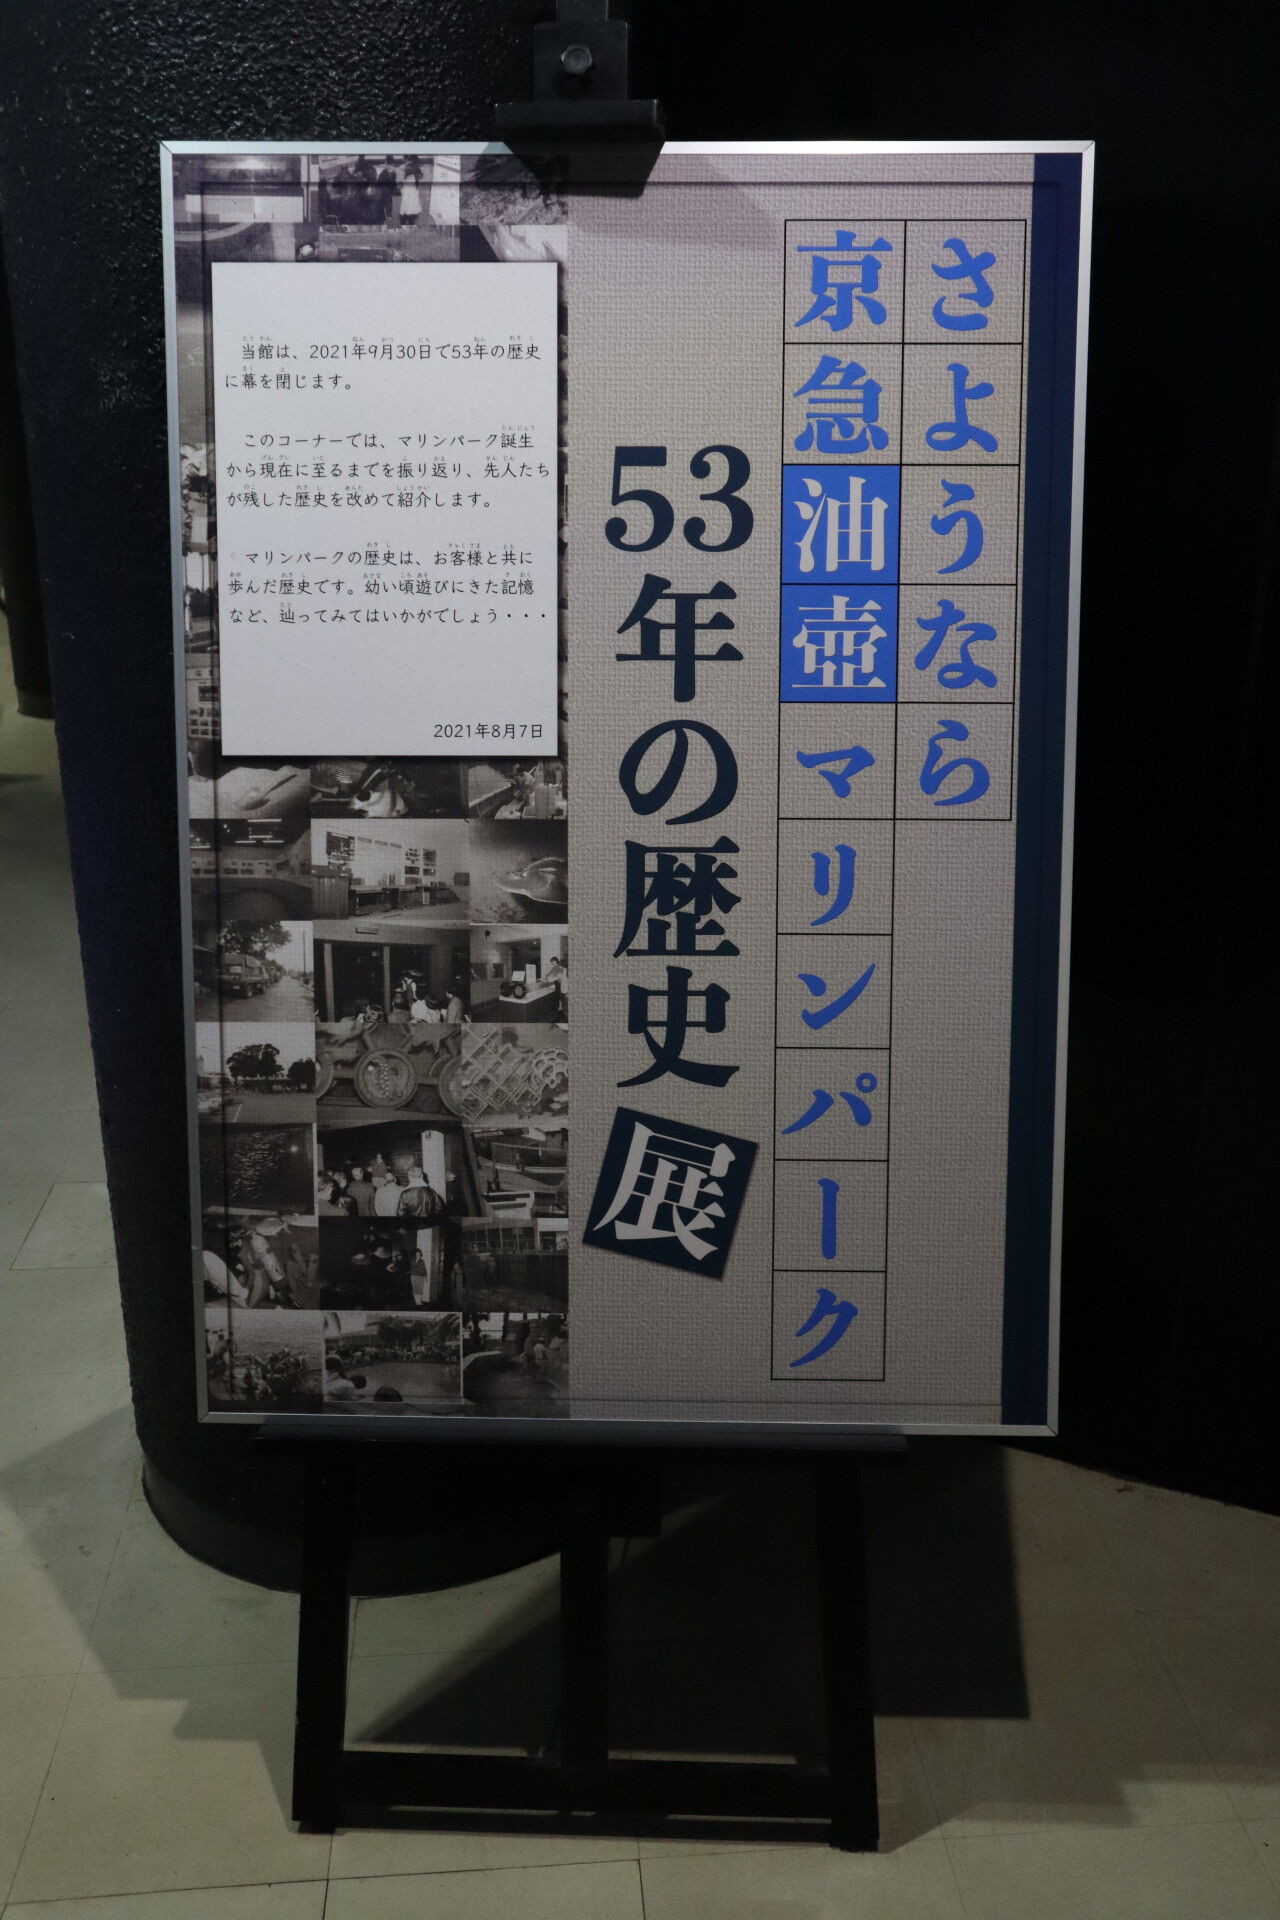 さようなら
京急油壺マリンパーク
53年の歴史展
当館は、2021年9月30日で53年の歴史
に幕を閉じます。
このコーナーでは、マリンパーク誕生
から現在に至るまでを振り返り、先人たち
が残した歴史を改めて紹介します。
マリンパークの歴史は、お客様と共に
歩んだ歴史です。幼い頃遊びにきた記憶
など、辿ってみてはいかがでしょう・・・
2021年8月7日